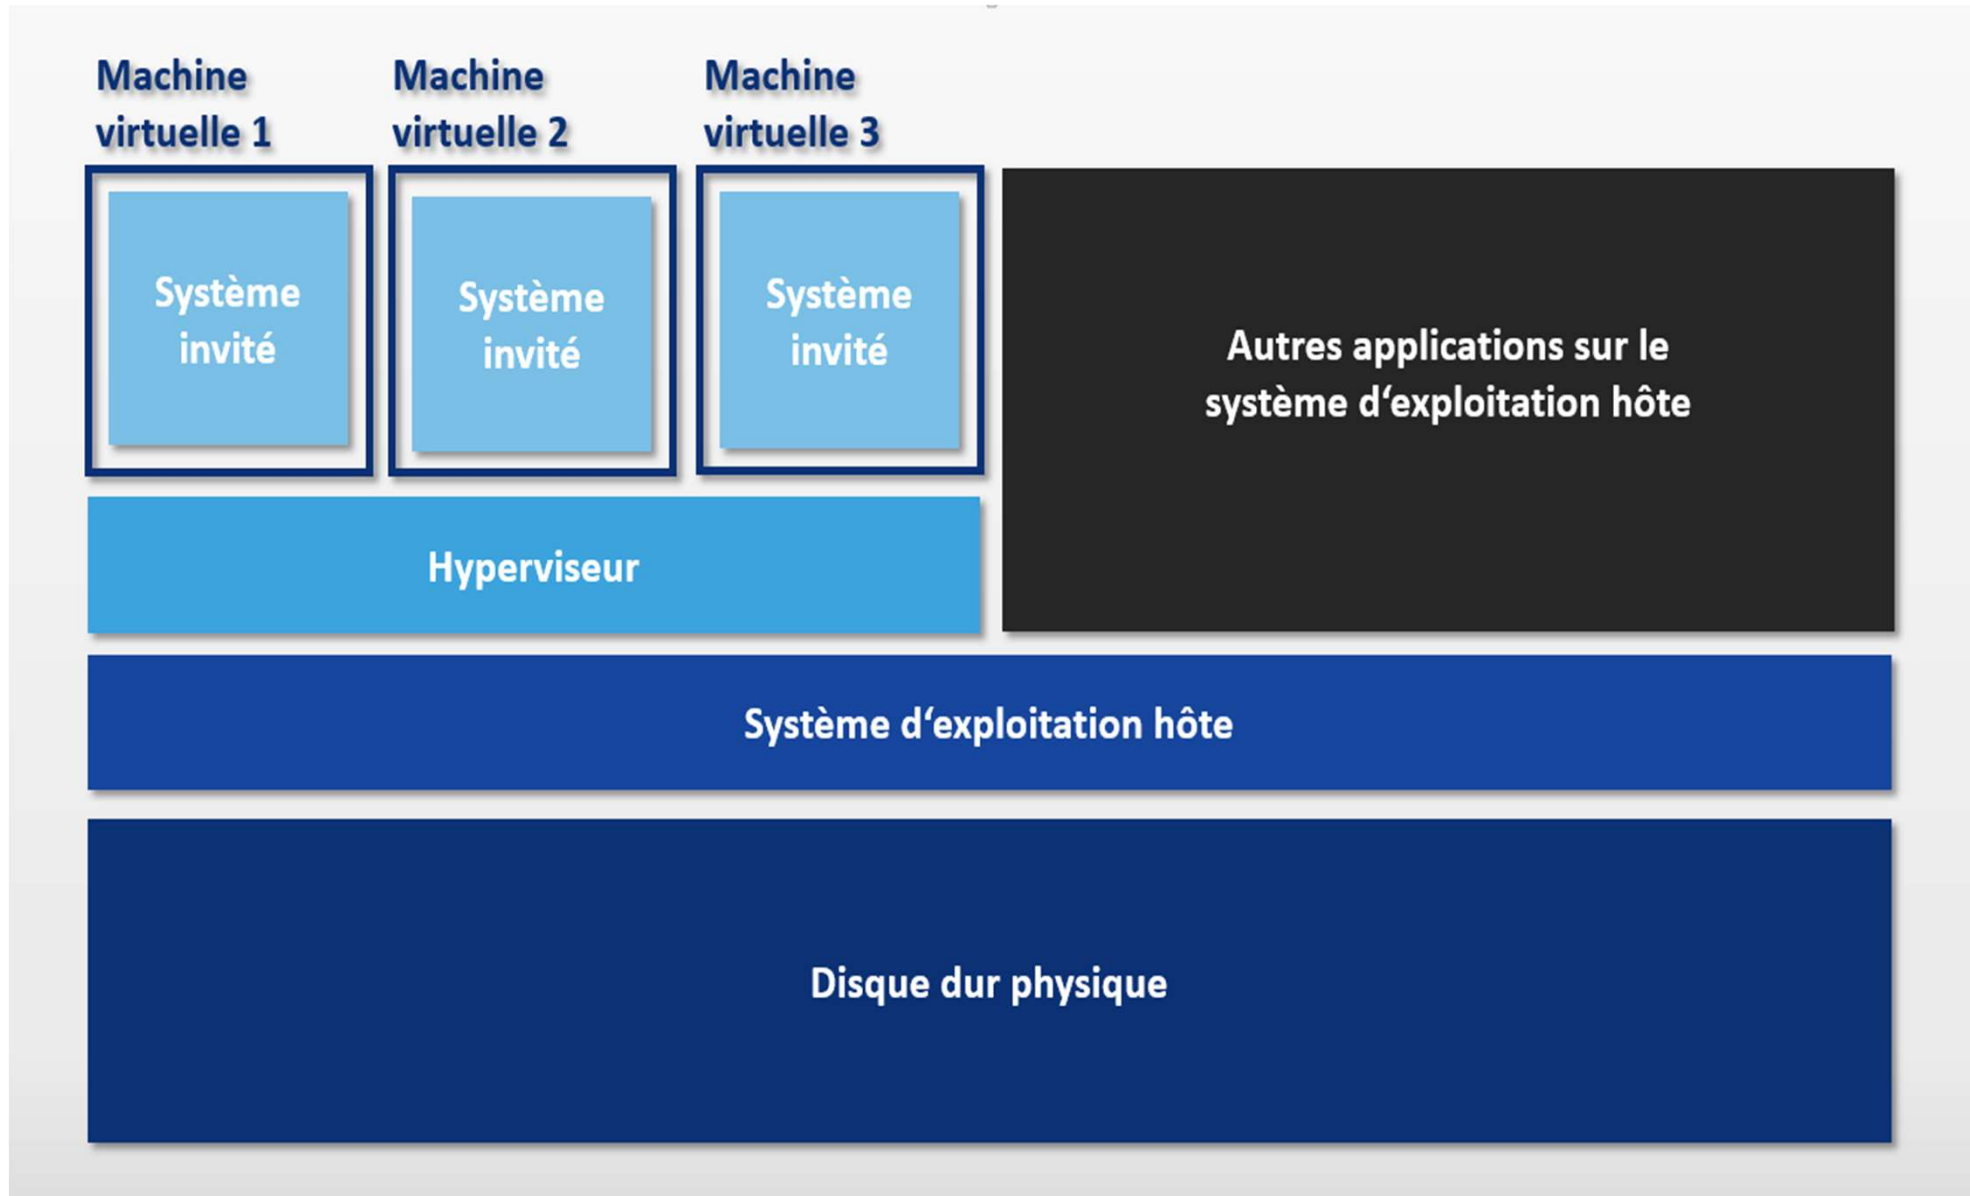 Machine
virtuelle 1
Machine
virtuelle 2
Machine
virtuelle 3
Système
invité
Système
invité
Système
invité
Autres applications sur le
système d‘exploitation hôte
Hyperviseur
Système d‘exploitation hôte
Disque dur physique